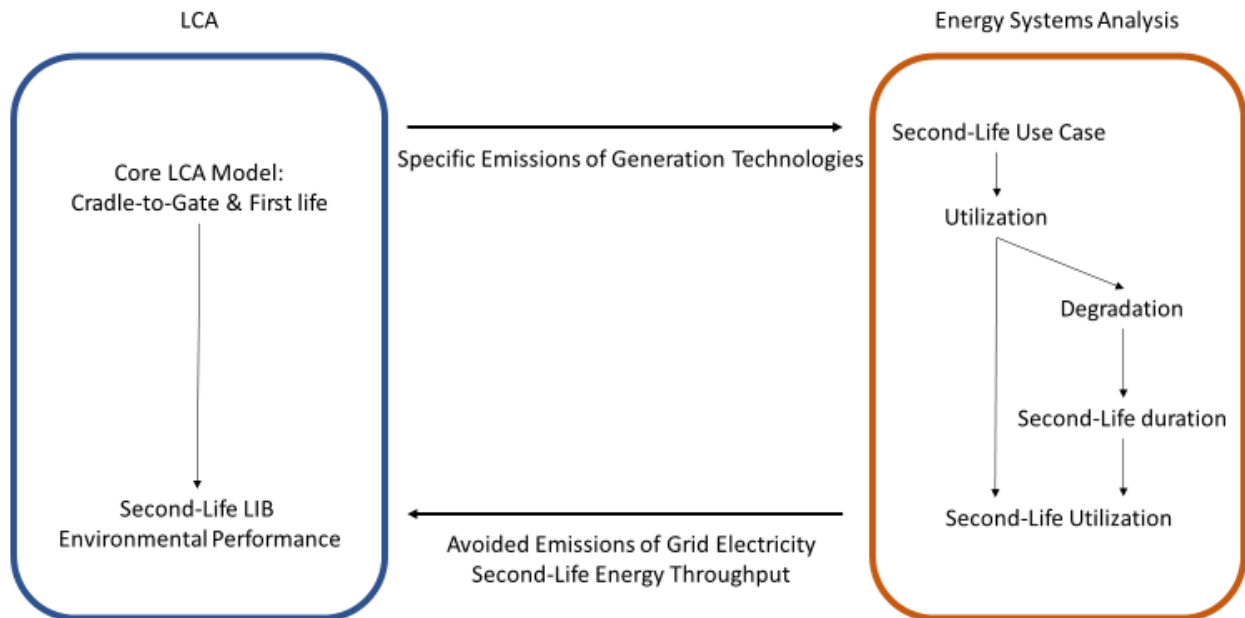 LCA
Energy Systems Analysis
Core LCA Model:
Cradle-to-Gate & First life
Second-Life LIB
Environmental Performance
Specific Emissions of Generation Technologies
Avoided Emissions of Grid Electricity
Second-Life Energy Throughput
Second-Life Use Case
Utilization
Degradation
Second-Life duration
Second-Life Utilization